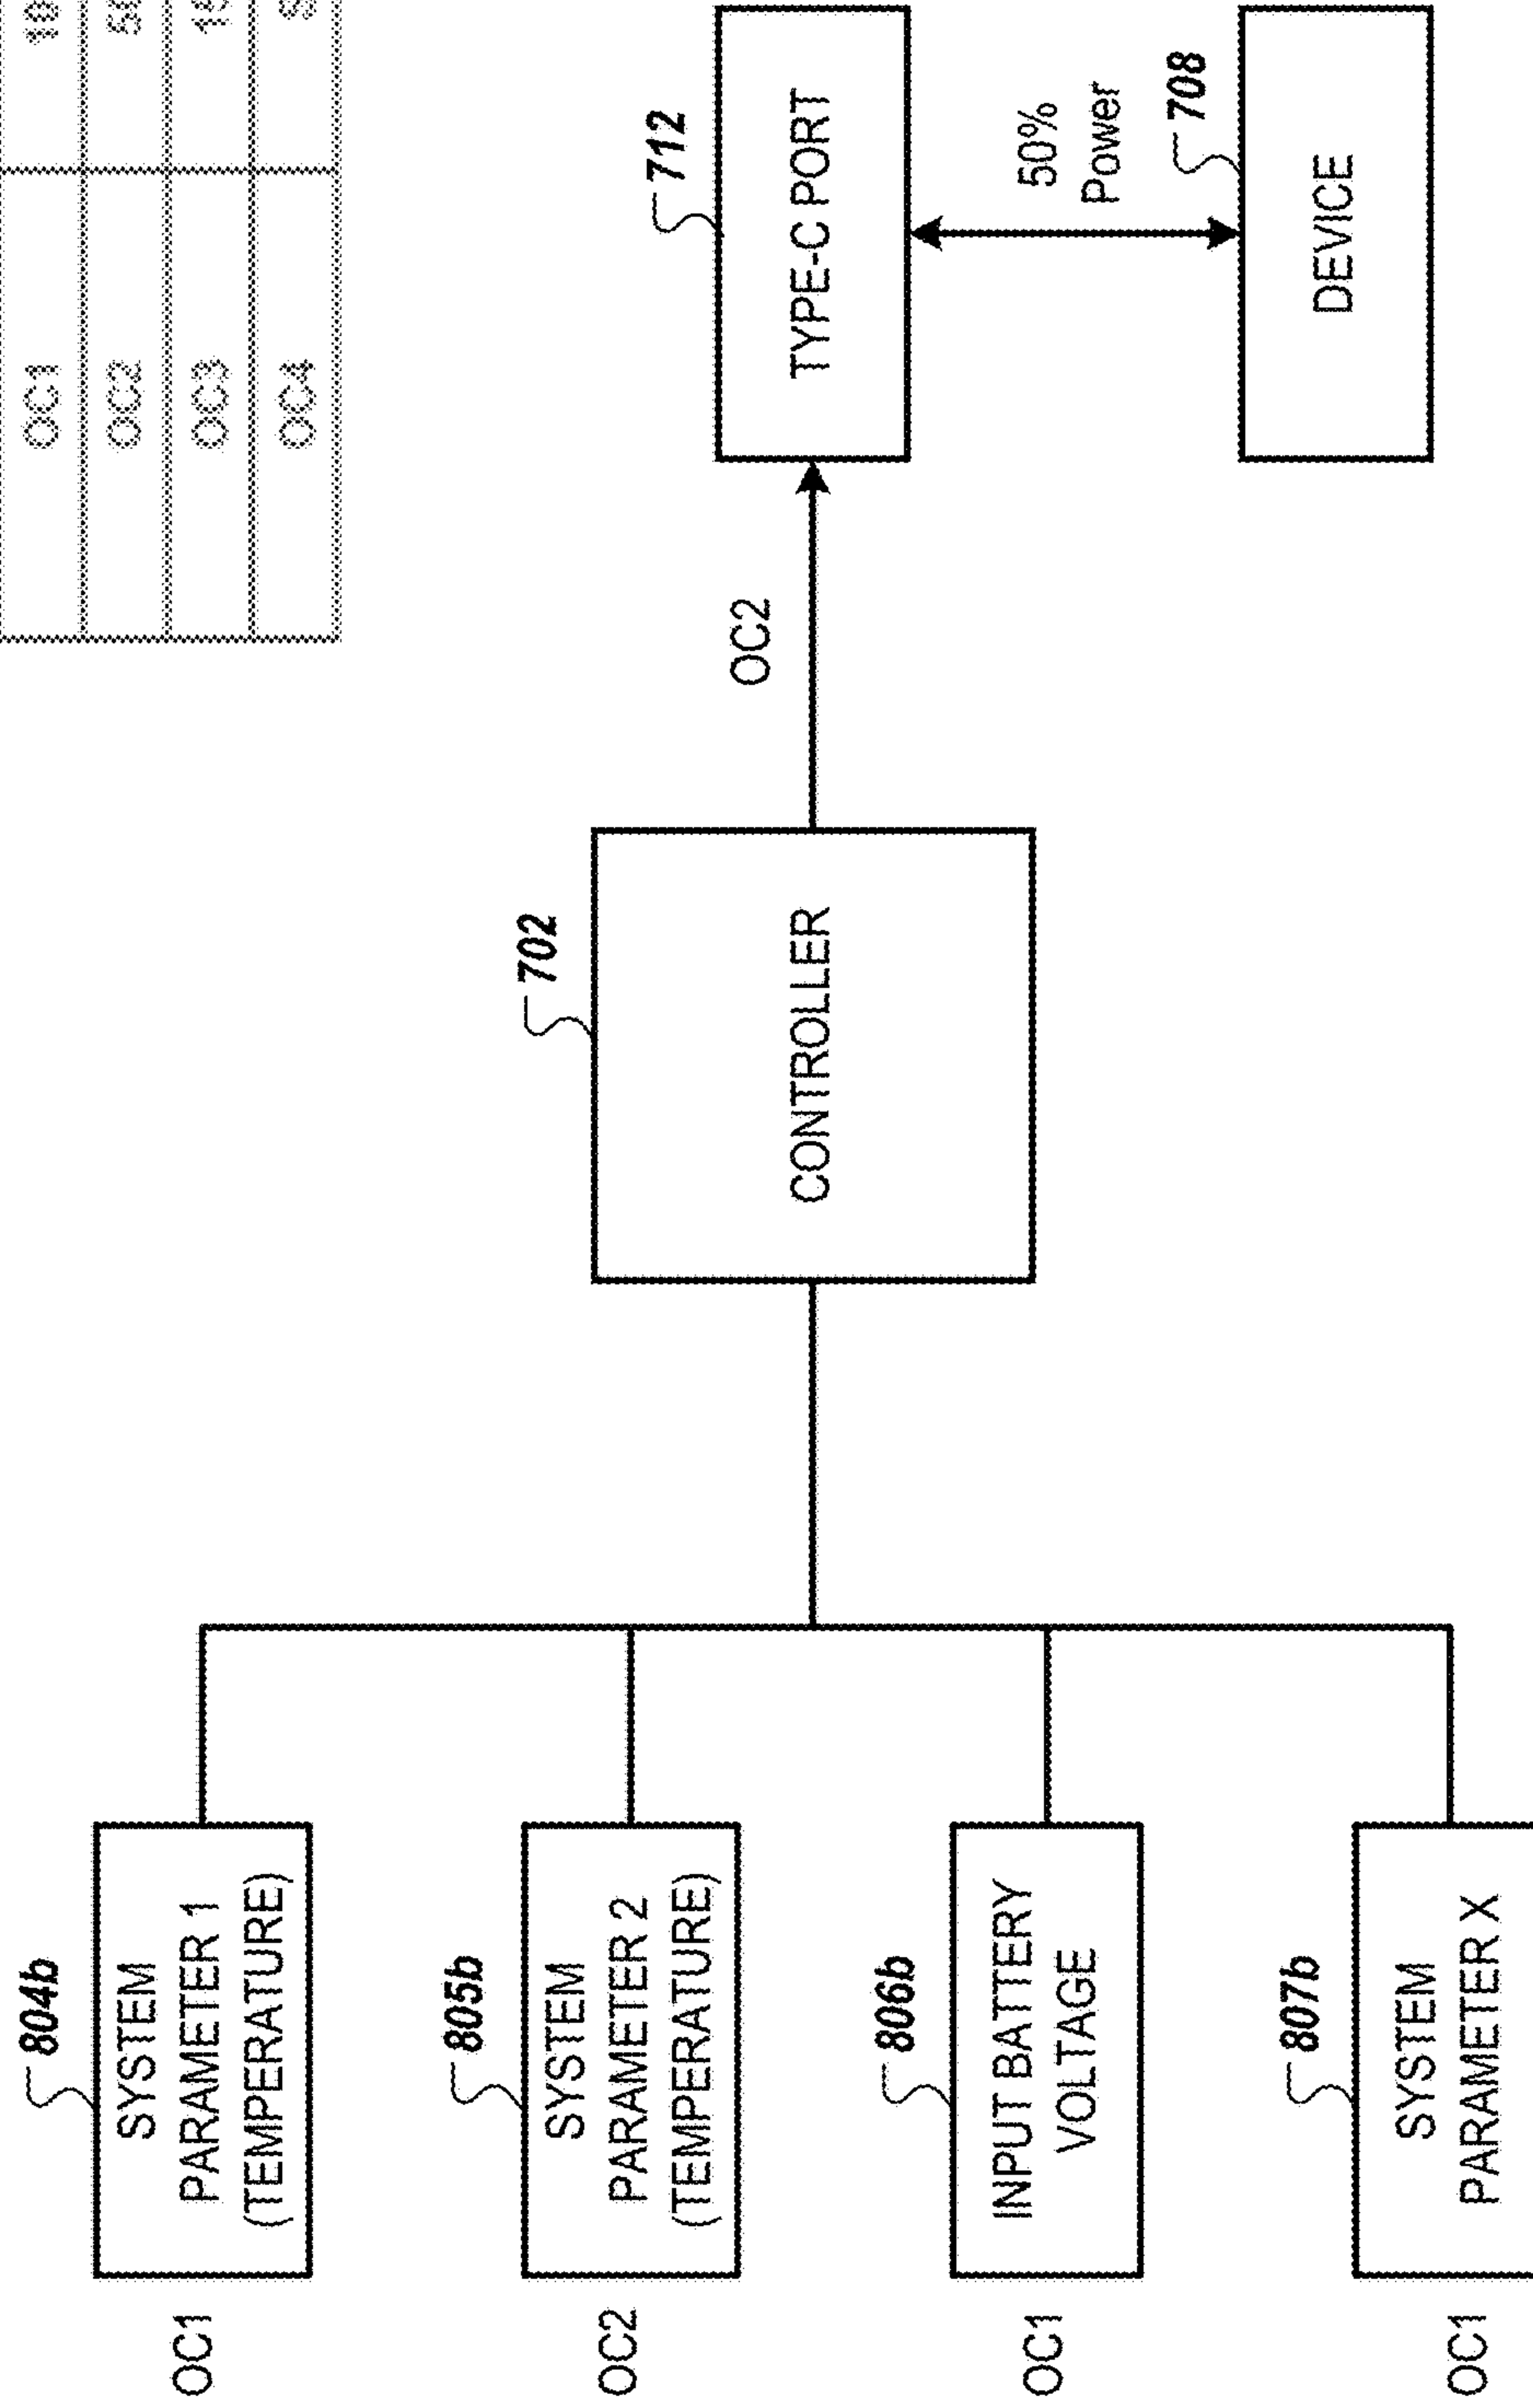 OC1
OC2
OC3
OC4
804b
SYSTEM
PARAMETER 1
(TEMPERATURE)
OC1
805b
SYSTEM
PARAMETER 2
(TEMPERATURE)
OC2
806b
INPUT BATTERY
VOLTAGE
OC1
807b
SYSTEM
PARAMETER X
OC1
702
CONTROLLER
OC2
712
TYPE-C PORT
50%
Power
708
DEVICE